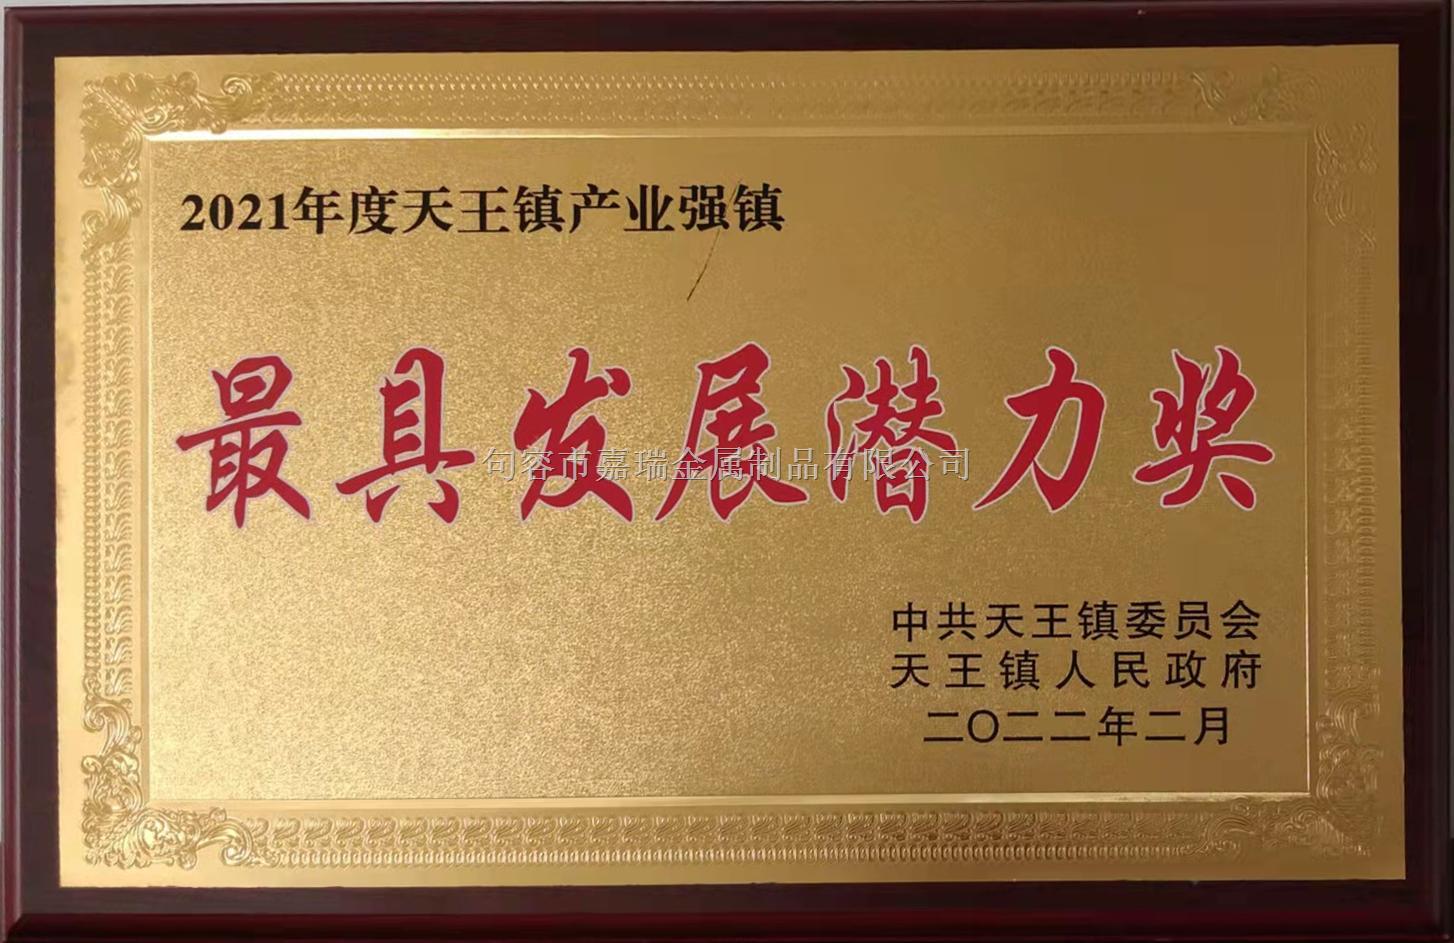 2021年度天王镇产业强镇
最具发展潜力奖
句容市嘉瑞金属制品有限公司
中共天王镇委员会
天王镇人民政府
二〇二二年二月